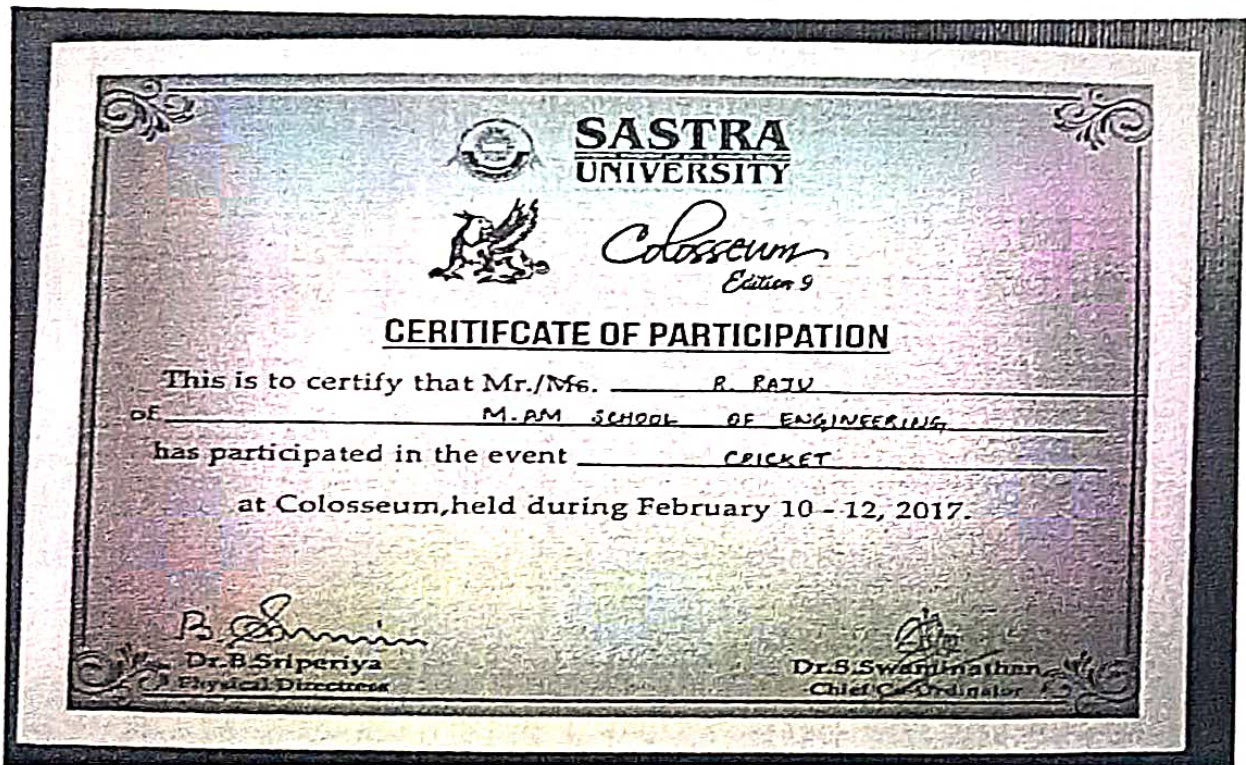 SASTRA
UNIVERSITY
Colosseum
Edition 9
CERITIFCATE OF PARTICIPATION
This is to certify that Mr./Ms. R. RAJU
of M.AM SCHOOL OF ENGINEERING
has participated in the event CRICKET
at Colosseum,held during February 10 - 12, 2017.
Dr.B.Sriperiya
Physical Directress
Dr.S.Swaminathan
Chief Co-Ordinator